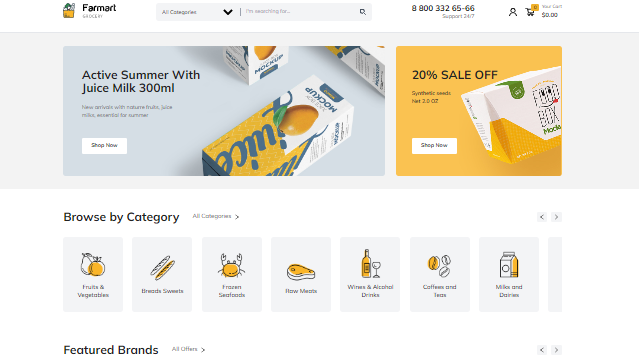 Farmart
GROCERY
All Categories
I'm searching for...
8 800 332 65-66
Support 24/7
0
Your Cart
$0.00
Active Summer With
Juice Milk 300ml
New arrivals with nature fruits, juice
milks, essential for summer
Shop Now
MOCKUP
MOCKUP
juice
20% SALE OFF
Synthetic seeds
Net 2.0 OZ
Shop Now
Browse by Category
All Categories
Fruits &
Vegetables
Breads Sweets
Frozen
Seafoods
Raw Meats
Wines & Alcohol
Drinks
Coffees and
Teas
Milks and
Dairies
Featured Brands
All Offers